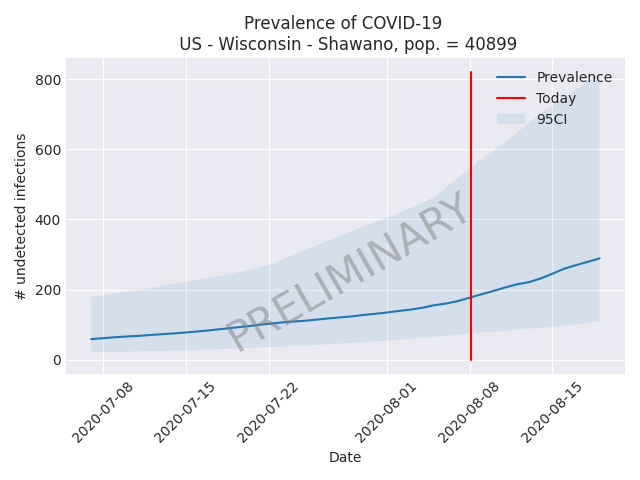 Prevalence of COVID-19
US - Wisconsin - Shawano, pop. = 40899
800
600
400
200
0
# undetected infections
Prevalence
Today
95CI
PRELIMINARY
2020-07-08
2020-07-15
2020-07-22
2020-08-01
2020-08-08
2020-08-15
Date